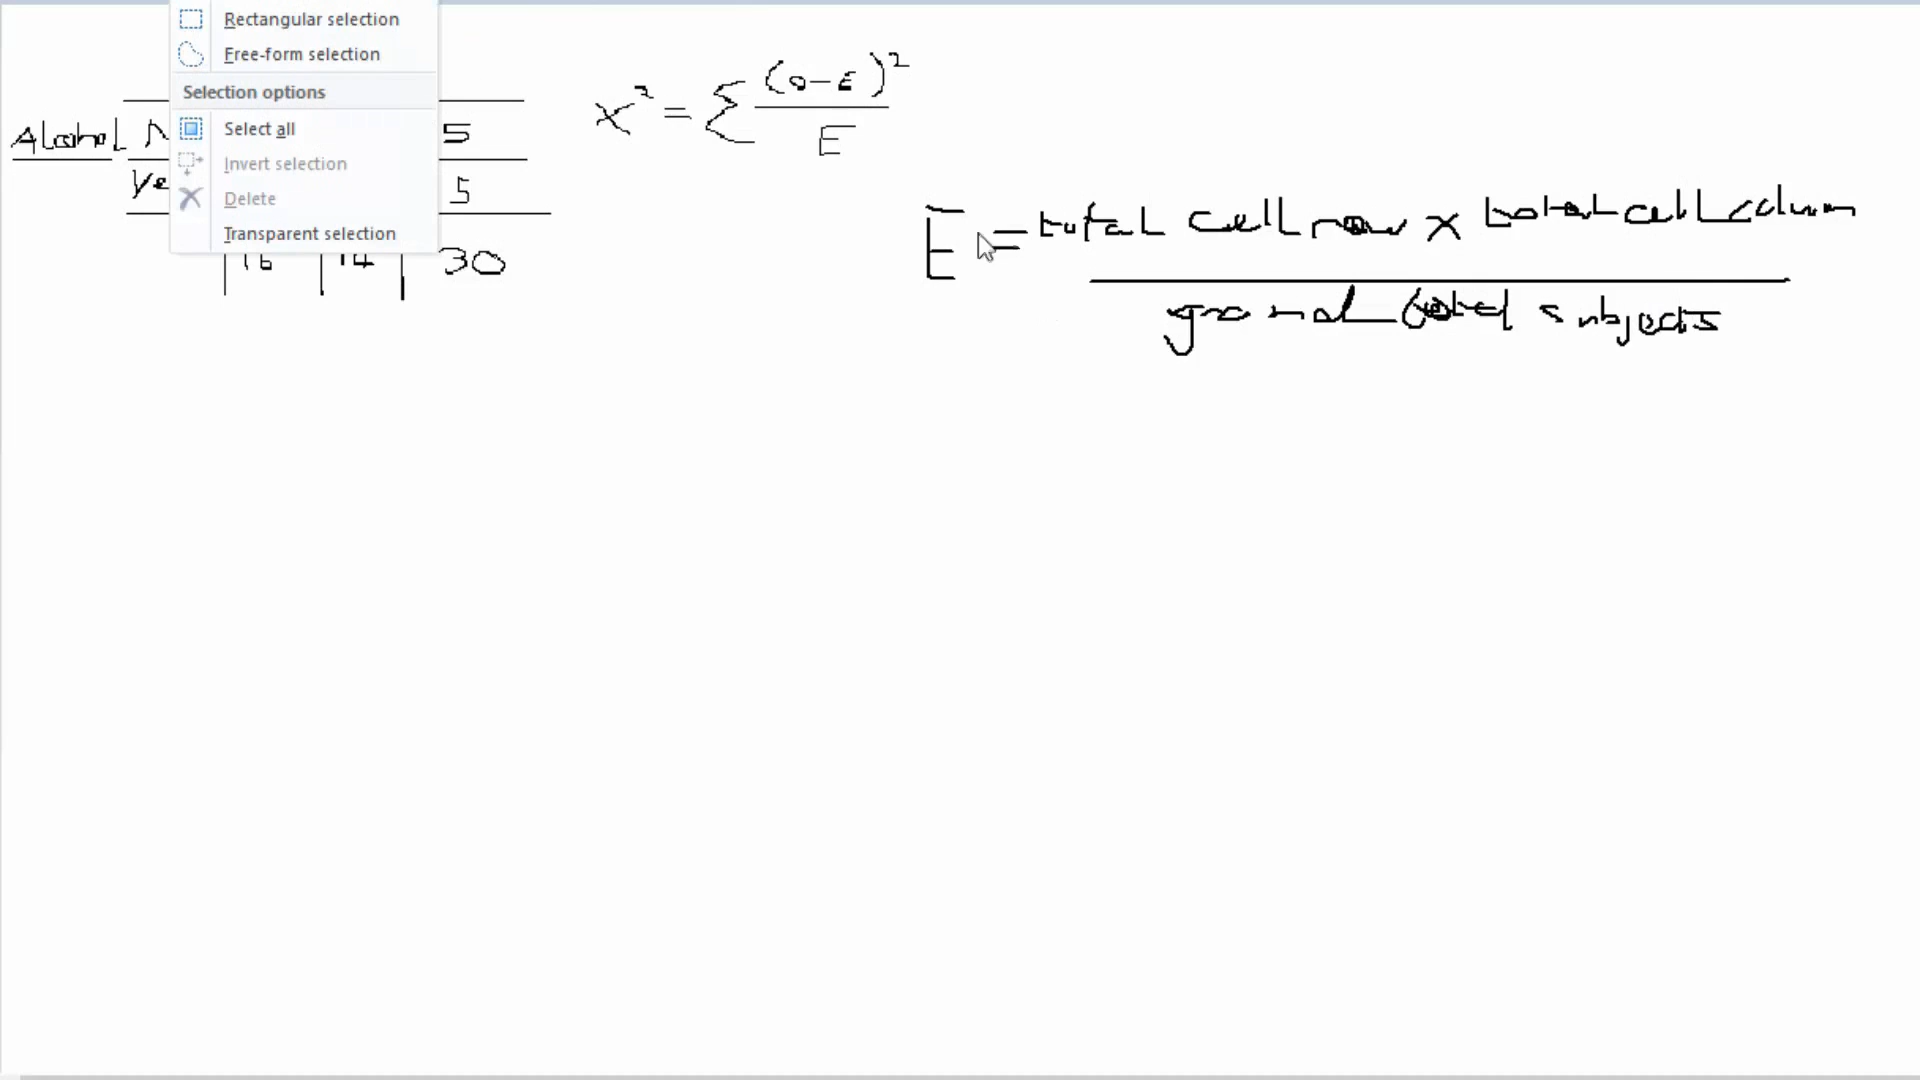 Rectangular selection
Free-form selection
Selection options
Select all
Invert selection
Delete
Transparent selection
Alcohol N 5
Ye 5
16 14 30
x² = Σ (O-E)²
E
E = total cell row x total cell column
grand total subjects